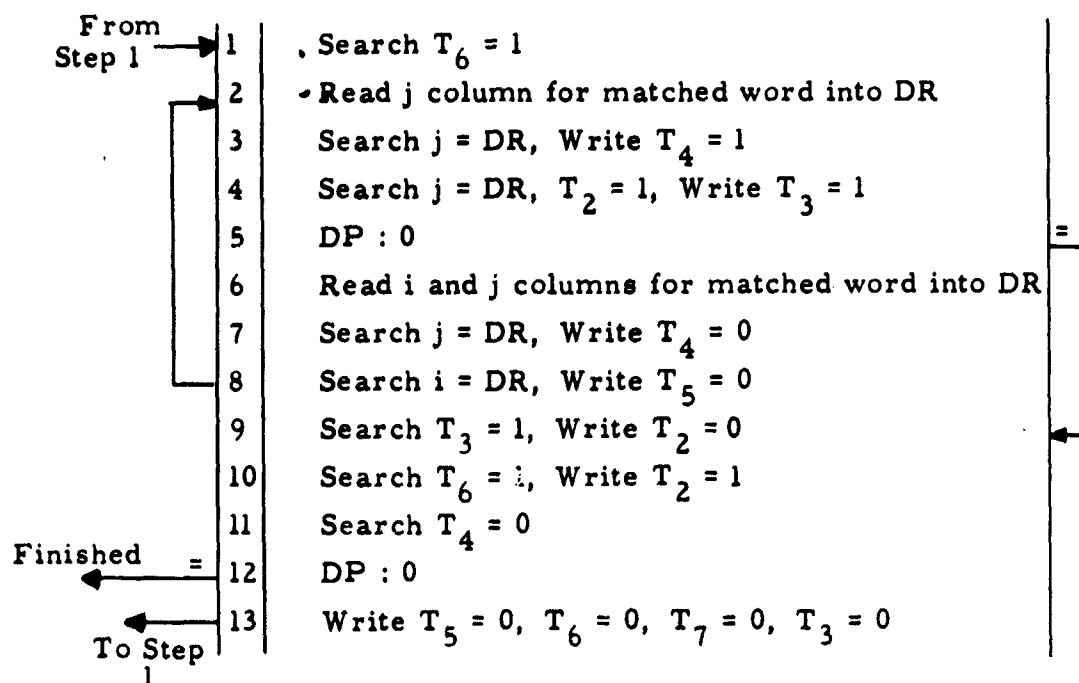 From
Step 1
1 Search T6 = 1
2 Read j column for matched word into DR
3 Search j = DR, Write T4 = 1
4 Search j = DR, T2 = 1, Write T3 = 1
5 DP : 0 =
6 Read i and j columns for matched word into DR
7 Search j = DR, Write T4 = 0
8 Search i = DR, Write T5 = 0
9 Search T3 = 1, Write T2 = 0
10 Search T6 = 1, Write T2 = 1
11 Search T4 = 0
Finished = 12 DP : 0
13 Write T5 = 0, T6 = 0, T7 = 0, T3 = 0
To Step
1